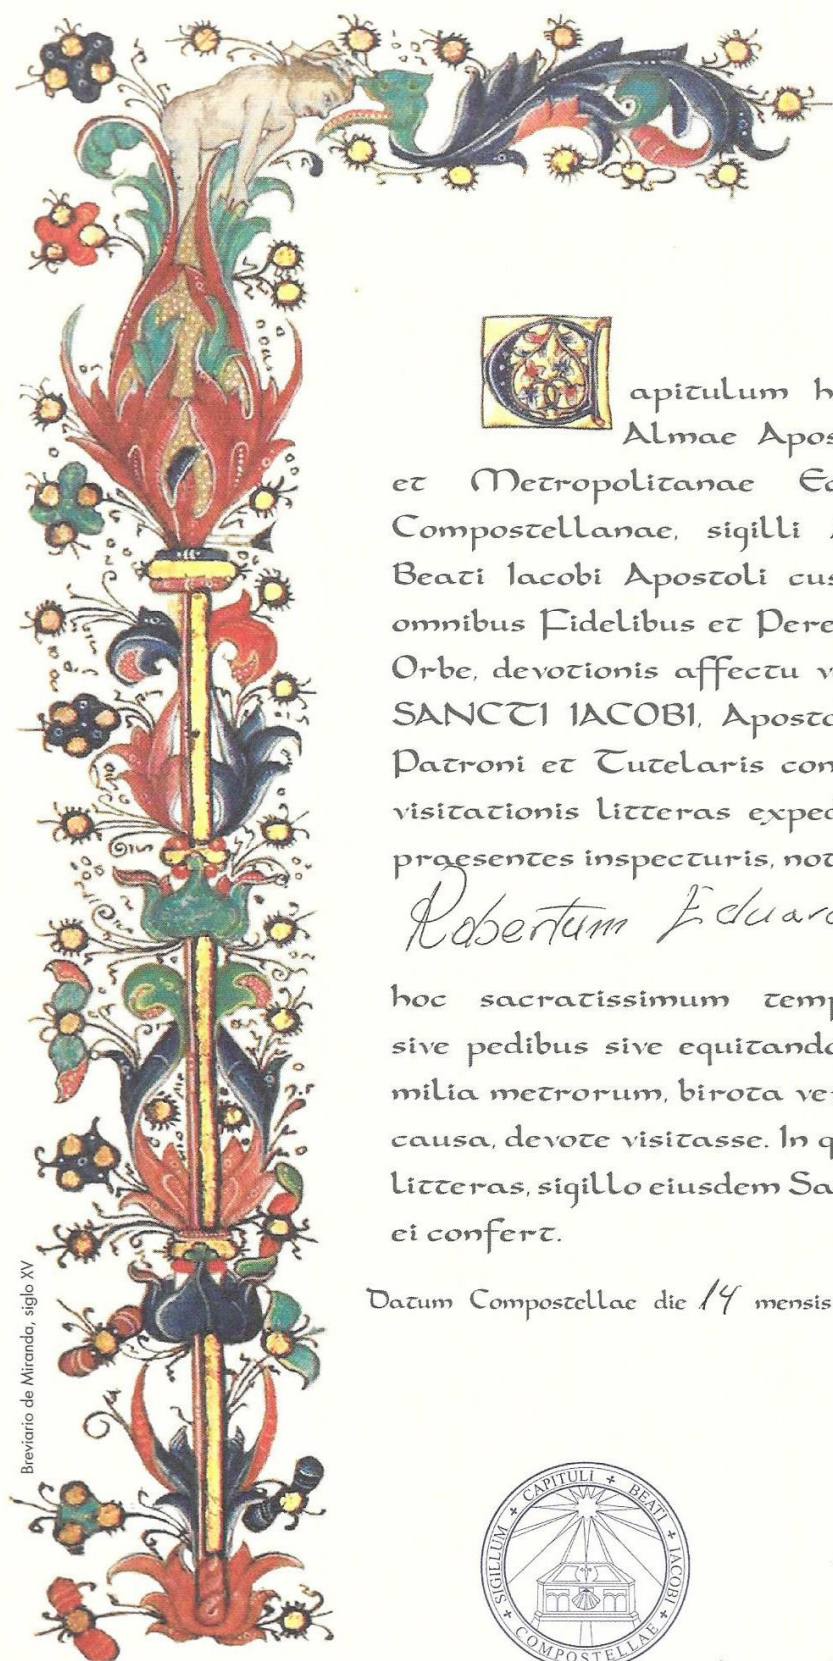 Capitulum h
Almae Apos
et Metropolitanae Ec
Compostellanae, sigilli A
Beati Iacobi Apostoli cus
omnibus Fidelibus et Pere
Orbe, devotionis affectu v
SANCTI IACOBI, Aposto
Patroni et Tutelaris con
visitationis litteras exped
praesentes inspecturis, not
Robertum Eduard
hoc sacratissimum temp
sive pedibus sive equitando
milia metrorum, birota ver
causa, devote visitasse. In q
litteras, sigillo eiusdem Sa
ei confert.
Datum Compostellae die 14 mensis
Breviario de Miranda, siglo XV
SIGILLUM + CAPITULI + BEATI + IACOBI + COMPOSTELLAE +